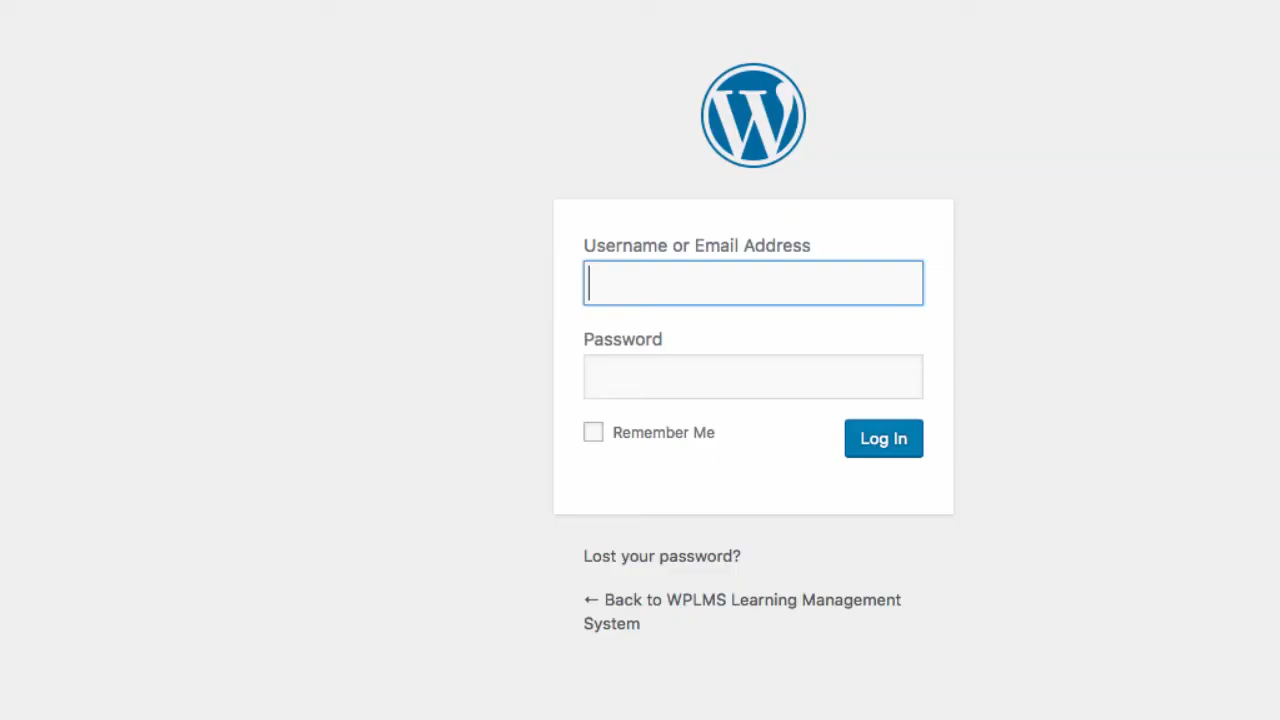 Username or Email Address
Password
Remember Me
Log In
Lost your password?
← Back to WPLMS Learning Management
System